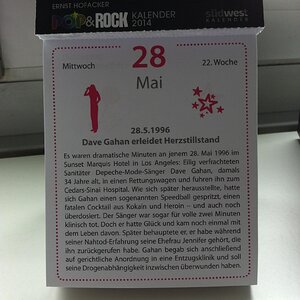 ERNST HOFACKER
POP&ROCK KALENDER 2014
südwest
KALENDER
Mittwoch
28
22. Woche
Mai
28.5.1996
Dave Gahan erleidet Herzstillstand
Es waren dramatische Minuten an jenem 28. Mai 1996 im
Sunset Marquis Hotel in Los Angeles: Eilig verfrachteten
Sanitäter Depeche-Mode-Sänger Dave Gahan, damals
34 Jahre alt, in einen Rettungswagen und fuhren ihn zum
Cedars-Sinai Hospital. Wie sich später herausstellte, hatte
sich Gahan einen sogenannten Speedball gespritzt, einen
fatalen Cocktail aus Kokain und Heroin – und auch noch
überdosiert. Der Sänger war sogar für volle zwei Minuten
klinisch tot. Doch er hatte Glück und kam noch einmal mit
dem Leben davon. Später behauptete er, er habe während
seiner Nahtod-Erfahrung seine Ehefrau Jennifer gehört, die
ihn zurückgerufen habe. Gahan begab sich anschließend
auf gerichtliche Anordnung in eine Entzugsklinik und soll
seine Drogenabhängigkeit inzwischen überwunden haben.